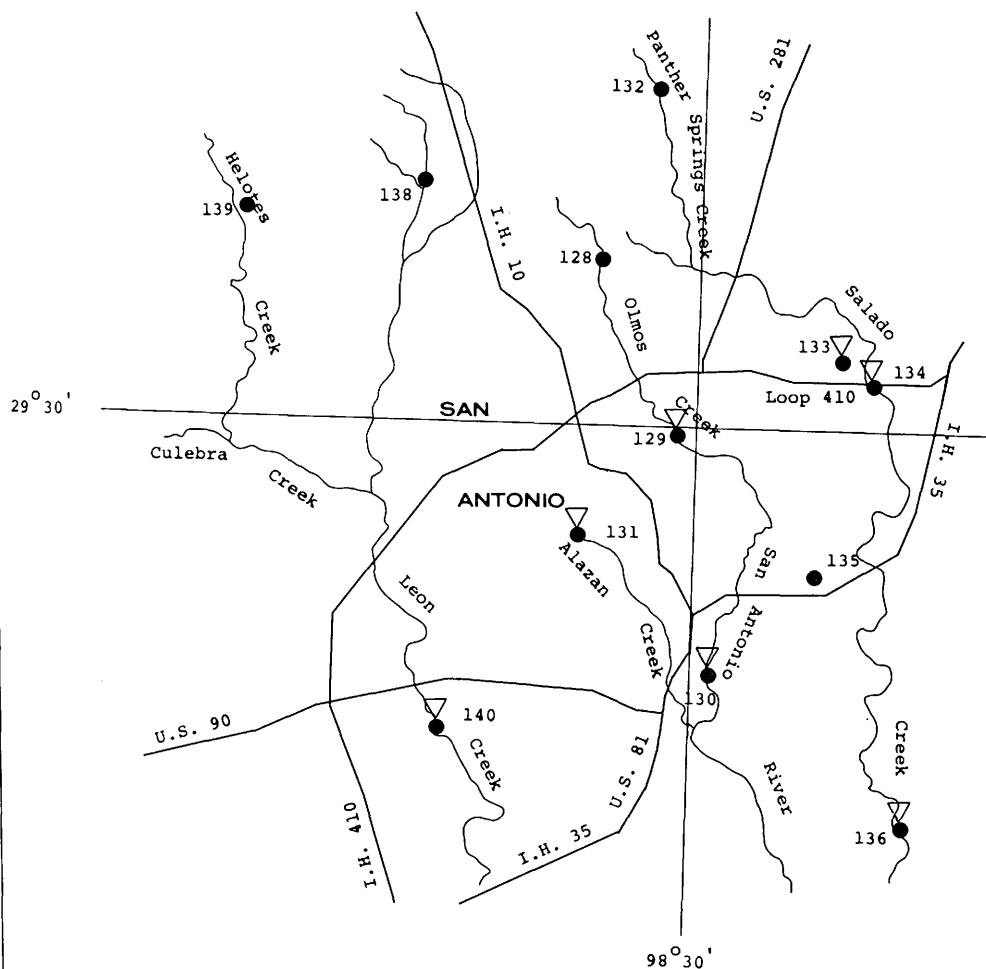 Panther Springs Creek
U.S. 281
132
Helotes
Creek
139
138
I.H. 10
128
Olmos
Creek
Salado
133
134
Loop 410
29°30'
SAN
129
I.H. 35
Culebra
Creek
ANTONIO
131
Alazan
Creek
San
Antonio
River
135
Leon
Creek
130
U.S. 90
140
U.S. 81
Creek
136
I.H. 410
I.H. 35
98°30'